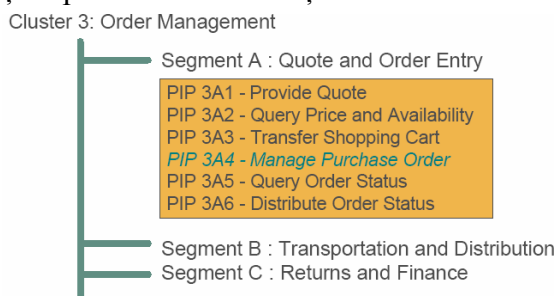 Cluster 3: Order Management
Segment A : Quote and Order Entry
PIP 3A1 - Provide Quote
PIP 3A2 - Query Price and Availability
PIP 3A3 - Transfer Shopping Cart
PIP 3A4 - Manage Purchase Order
PIP 3A5 - Query Order Status
PIP 3A6 - Distribute Order Status
Segment B : Transportation and Distribution
Segment C : Returns and Finance